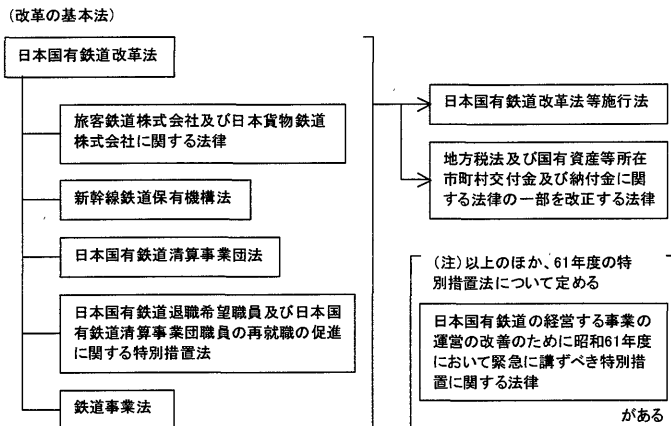 (改革の基本法)
日本国有鉄道改革法
旅客鉄道株式会社及び日本貨物鉄道
株式会社に関する法律
新幹線鉄道保有機構法
日本国有鉄道清算事業団法
日本国有鉄道退職希望職員及び日本国
有鉄道清算事業団職員の再就職の促進
に関する特別措置法
鉄道事業法
日本国有鉄道改革法等施行法
地方税法及び国有資産等所在
市町村交付金及び納付金に関
する法律の一部を改正する法律
(注)以上のほか、61年度の特
別措置法について定める
日本国有鉄道の経営する事業の
運営の改善のために昭和61年度
において緊急に講ずべき特別措
置に関する法律
がある